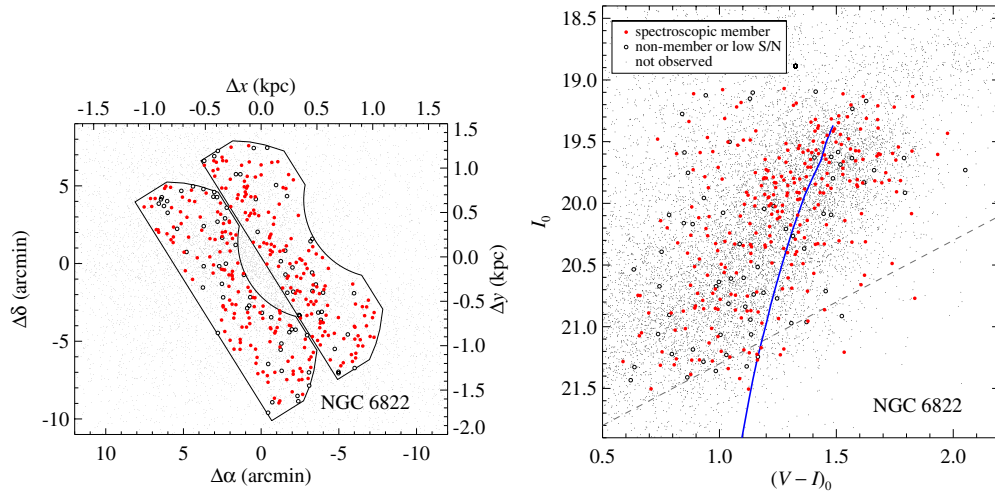 Δx (kpc)
-1.5 -1.0 -0.5 0.0 0.5 1.0 1.5
5
0
-5
-10
Δδ (arcmin)
1.5
1.0
0.5
0.0
-0.5
-1.0
-1.5
-2.0
Δy (kpc)
NGC 6822
10 5 0 -5 -10
Δα (arcmin)
18.5
19.0
19.5
20.0
20.5
21.0
21.5
I0
spectroscopic member
non-member or low S/N
not observed
NGC 6822
0.5 1.0 1.5 2.0
(V − I)0